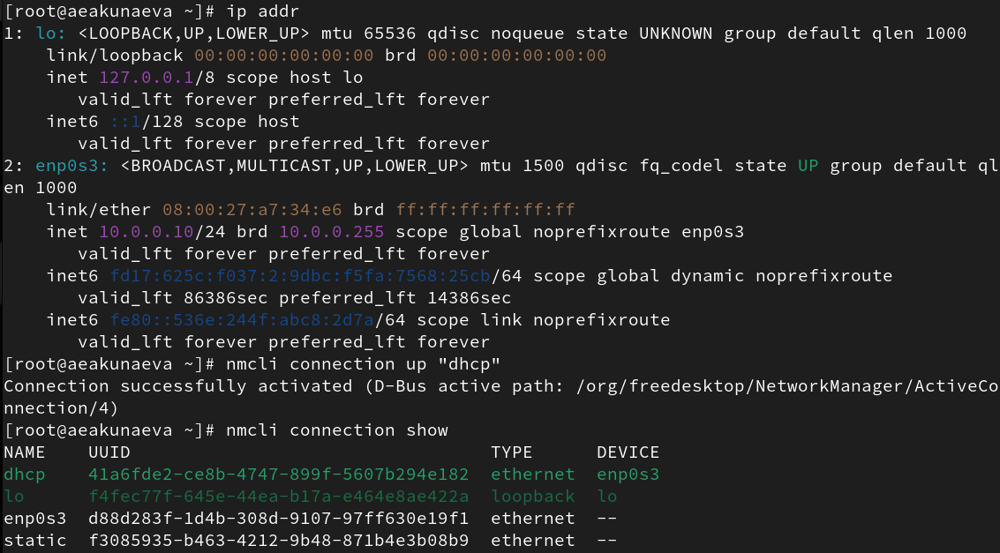 [root@aeakunaeva ~]# ip addr
1: lo: <LOOPBACK,UP,LOWER_UP> mtu 65536 qdisc noqueue state UNKNOWN group default qlen 1000
    link/loopback 00:00:00:00:00:00 brd 00:00:00:00:00:00
    inet 127.0.0.1/8 scope host lo
       valid_lft forever preferred_lft forever
    inet6 ::1/128 scope host
       valid_lft forever preferred_lft forever
2: enp0s3: <BROADCAST,MULTICAST,UP,LOWER_UP> mtu 1500 qdisc fq_codel state UP group default ql
en 1000
    link/ether 08:00:27:a7:34:e6 brd ff:ff:ff:ff:ff:ff
    inet 10.0.0.10/24 brd 10.0.0.255 scope global noprefixroute enp0s3
       valid_lft forever preferred_lft forever
    inet6 fd17:625c:f037:2:9dbc:f5fa:7568:25cb/64 scope global dynamic noprefixroute
       valid_lft 86386sec preferred_lft 14386sec
    inet6 fe80::536e:244f:abc8:2d7a/64 scope link noprefixroute
       valid_lft forever preferred_lft forever
[root@aeakunaeva ~]# nmcli connection up "dhcp"
Connection successfully activated (D-Bus active path: /org/freedesktop/NetworkManager/ActiveCo
nnection/4)
[root@aeakunaeva ~]# nmcli connection show
NAME    UUID                                  TYPE      DEVICE
dhcp    41a6fde2-ce8b-4747-899f-5607b294e182  ethernet  enp0s3
lo      f4fec77f-645e-44ea-b17a-e464e8ae422a  loopback  lo
enp0s3  d88d283f-1d4b-308d-9107-97ff630e19f1  ethernet  --
static  f3085935-b463-4212-9b48-871b4e3b08b9  ethernet  --